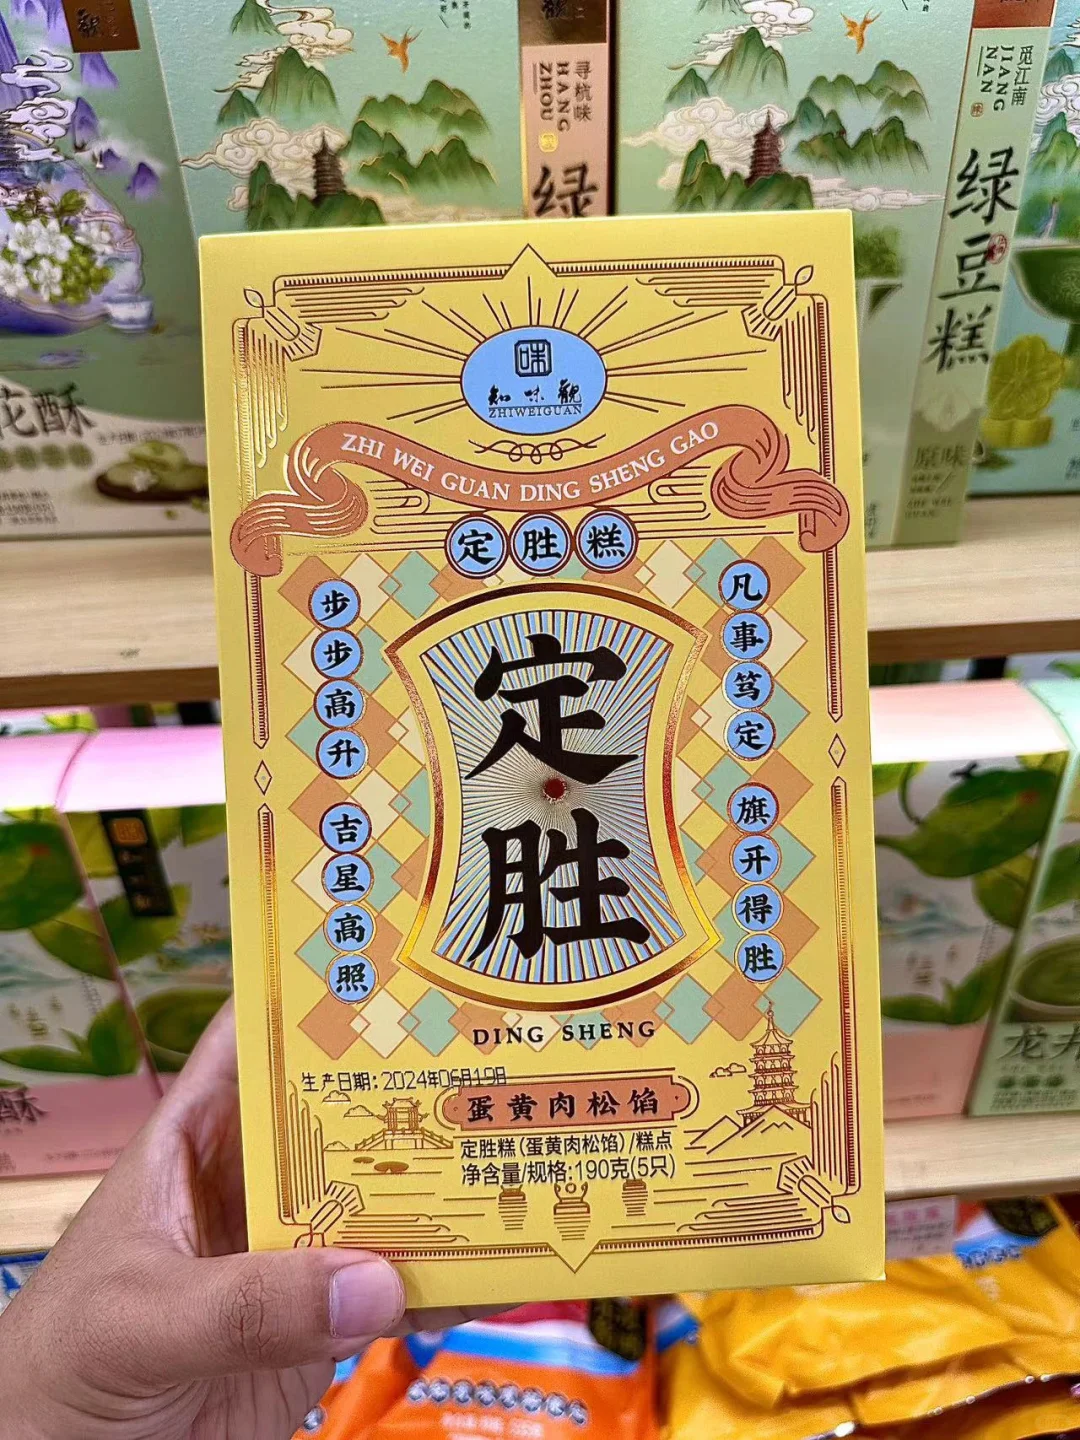 寻杭味
HANG
ZHOU
绿
觅江南
JIANG
NAN
绿豆糕
原味
花酥
味
知味觀
ZHIWEIGUAN
ZHI WEI GUAN DING SHENG GAO
定胜糕
步步高升
吉星高照
凡事笃定
旗开得胜
定胜
DING SHENG
生产日期:2024年06月19日
蛋黄肉松馅
定胜糕(蛋黄肉松馅)/糕点
净含量/规格:190克(5只)
酥
龙井